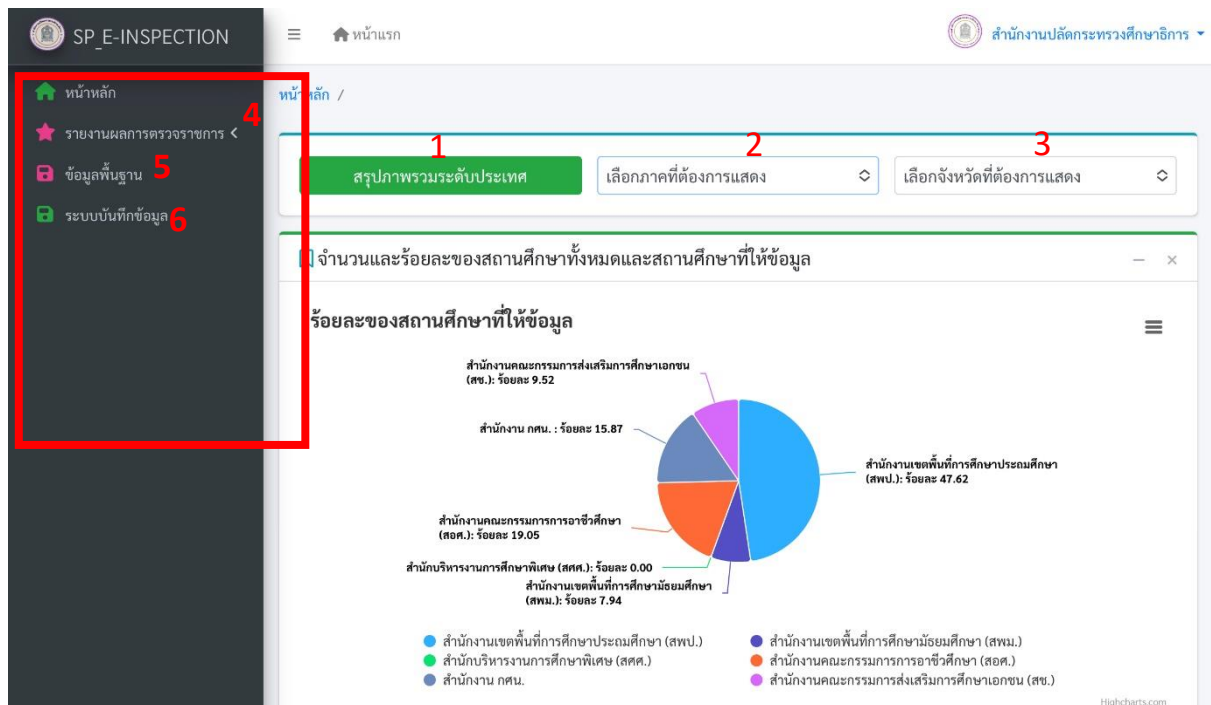 SP_E-INSPECTION
หน้าแรก
สำนักงานปลัดกระทรวงศึกษาธิการ
หน้าหลัก
4
รายงานผลการตรวจราชการ
ข้อมูลพื้นฐาน 5
ระบบบันทึกข้อมูล 6
หน้าหลัก /
1
2
3
สรุปภาพรวมระดับประเทศ
เลือกภาคที่ต้องการแสดง
เลือกจังหวัดที่ต้องการแสดง
จำนวนและร้อยละของสถานศึกษาทั้งหมดและสถานศึกษาที่ให้ข้อมูล
ร้อยละของสถานศึกษาที่ให้ข้อมูล
สำนักงานคณะกรรมการส่งเสริมการศึกษาเอกชน
(สช.): ร้อยละ 9.52
สำนักงาน กศน. : ร้อยละ 15.87
สำนักงานเขตพื้นที่การศึกษาประถมศึกษา
(สพป.): ร้อยละ 47.62
สำนักงานคณะกรรมการการอาชีวศึกษา
(สอศ.): ร้อยละ 19.05
สำนักบริหารงานการศึกษาพิเศษ (สศศ.): ร้อยละ 0.00
สำนักงานเขตพื้นที่การศึกษามัธยมศึกษา
(สพม.): ร้อยละ 7.94
สำนักงานเขตพื้นที่การศึกษาประถมศึกษา (สพป.)
สำนักงานเขตพื้นที่การศึกษามัธยมศึกษา (สพม.)
สำนักบริหารงานการศึกษาพิเศษ (สศศ.)
สำนักงานคณะกรรมการการอาชีวศึกษา (สอศ.)
สำนักงาน กศน.
สำนักงานคณะกรรมการส่งเสริมการศึกษาเอกชน (สช.)
Highcharts.com